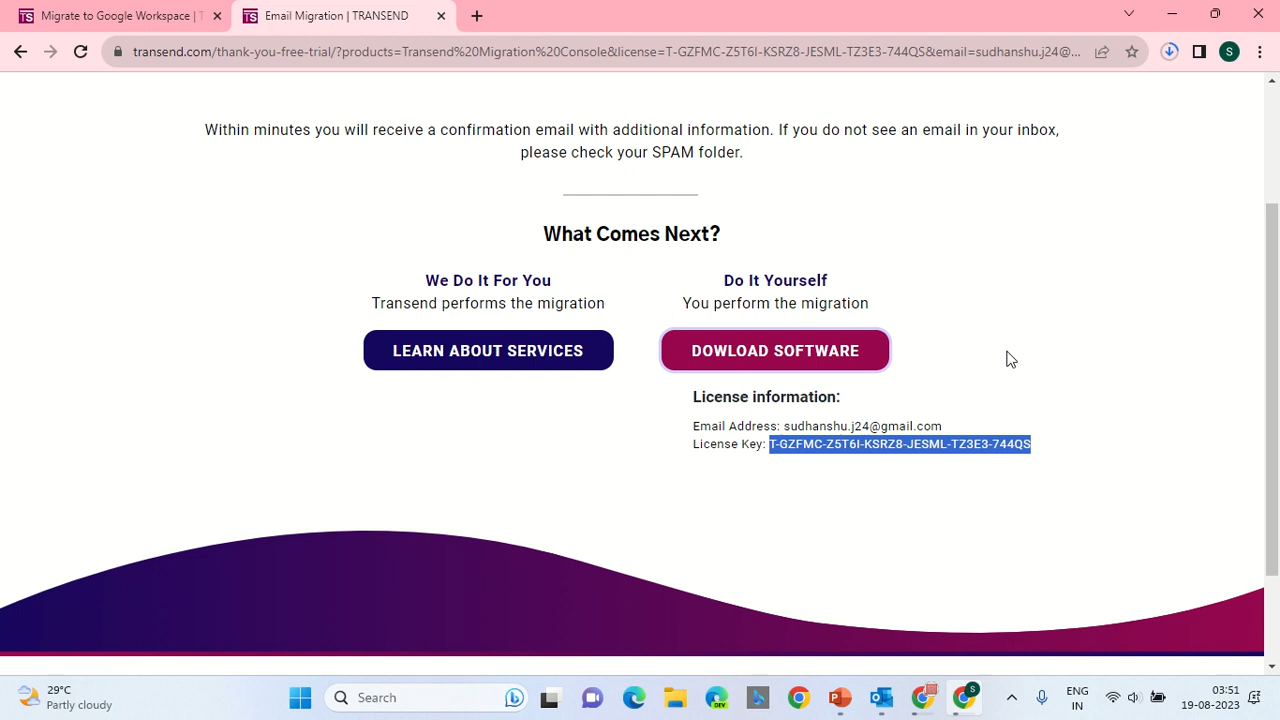 Migrate to Google Workspace | T
Email Migration | TRANSEND
transend.com/thank-you-free-trial/?products=Transend%20Migration%20Console&license=T-GZFMC-Z5T6I-KSRZ8-JESML-TZ3E3-744QS&email=sudhanshu.j24@...
S
Within minutes you will receive a confirmation email with additional information. If you do not see an email in your inbox,
please check your SPAM folder.
What Comes Next?
We Do It For You
Transend performs the migration
LEARN ABOUT SERVICES
Do It Yourself
You perform the migration
DOWLOAD SOFTWARE
License information:
Email Address: sudhanshu.j24@gmail.com
License Key: T-GZFMC-Z5T6I-KSRZ8-JESML-TZ3E3-744QS
29°C
Partly cloudy
Search
ENG
IN
03:51
19-08-2023